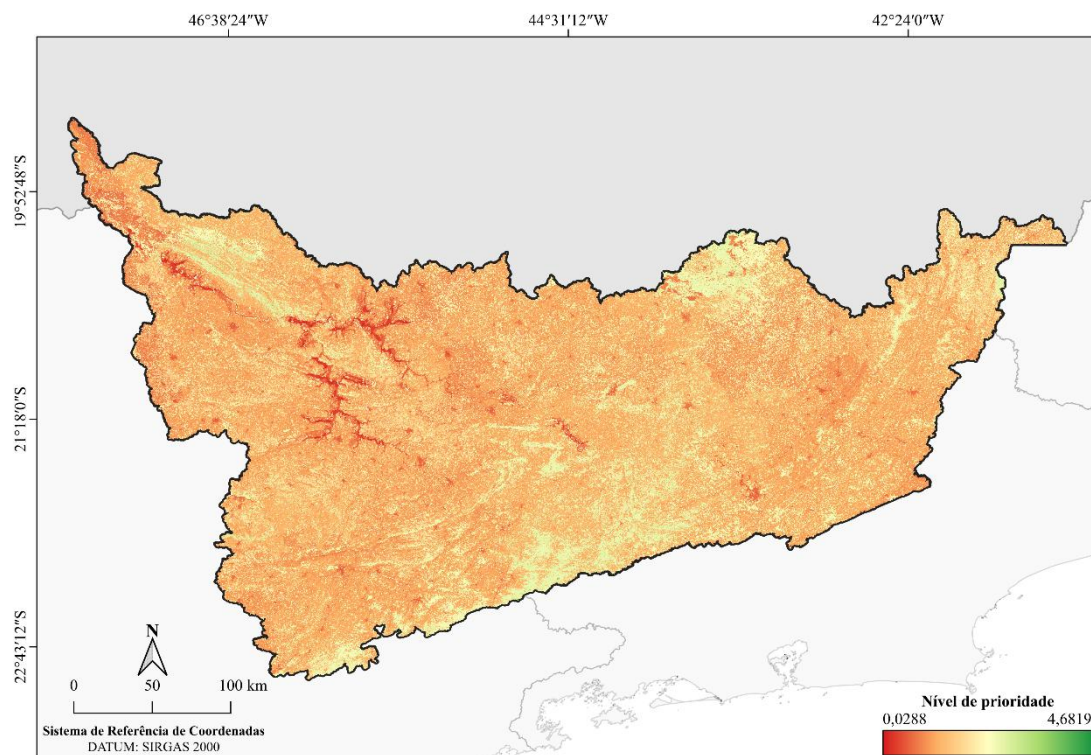 46°38'24"W 44°31'12"W 42°24'0"W
19°52'48"S
21°18'0"S
22°43'12"S
N
0 50 100 km
Sistema de Referência de Coordenadas
DATUM: SIRGAS 2000
Nível de prioridade
0,0288 4,6819